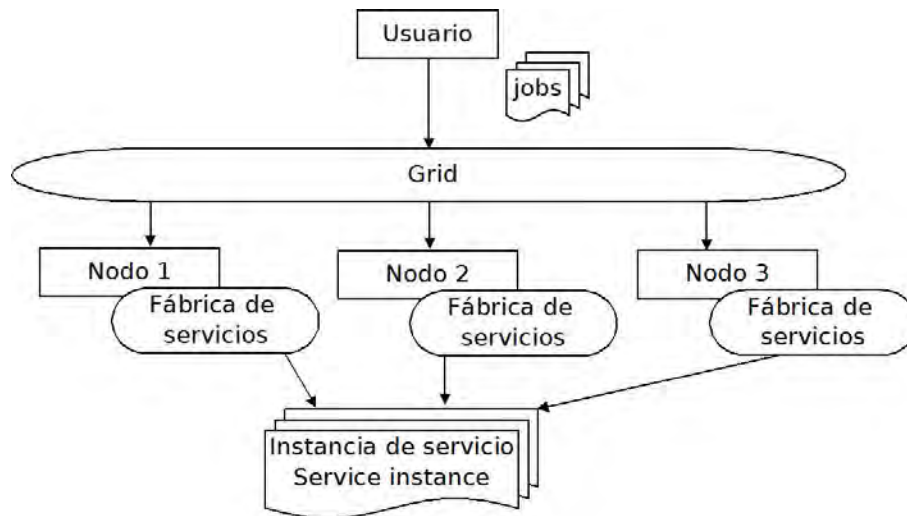 Usuario
jobs
Grid
Nodo 1
Nodo 2
Nodo 3
Fábrica de
servicios
Fábrica de
servicios
Fábrica de
servicios
Instancia de servicio
Service instance